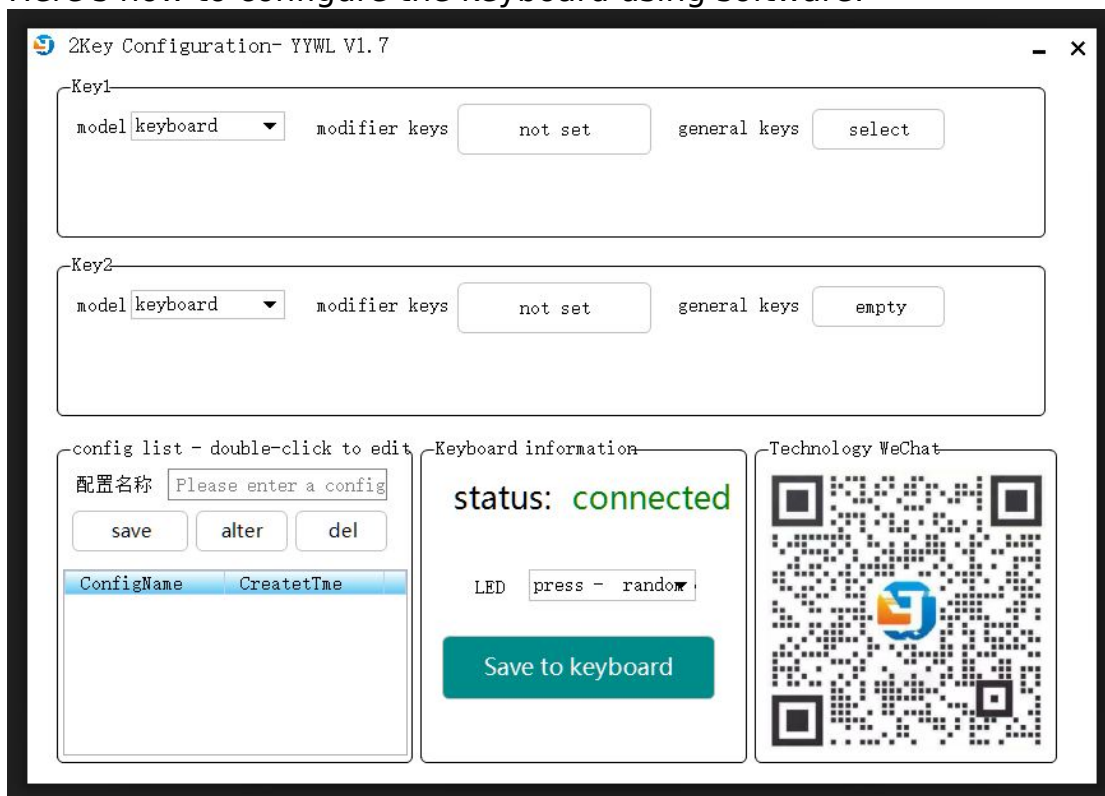 Here's how to configure the keyboard using software:
2Key Configuration- YYWL V1.7
Key1
model keyboard modifier keys not set general keys select
Key2
model keyboard modifier keys not set general keys empty
config list - double-click to edit
配置名称 Please enter a config
save alter del
ConfigName CreatetTme
Keyboard information
status: connected
LED press - random
Save to keyboard
Technology WeChat